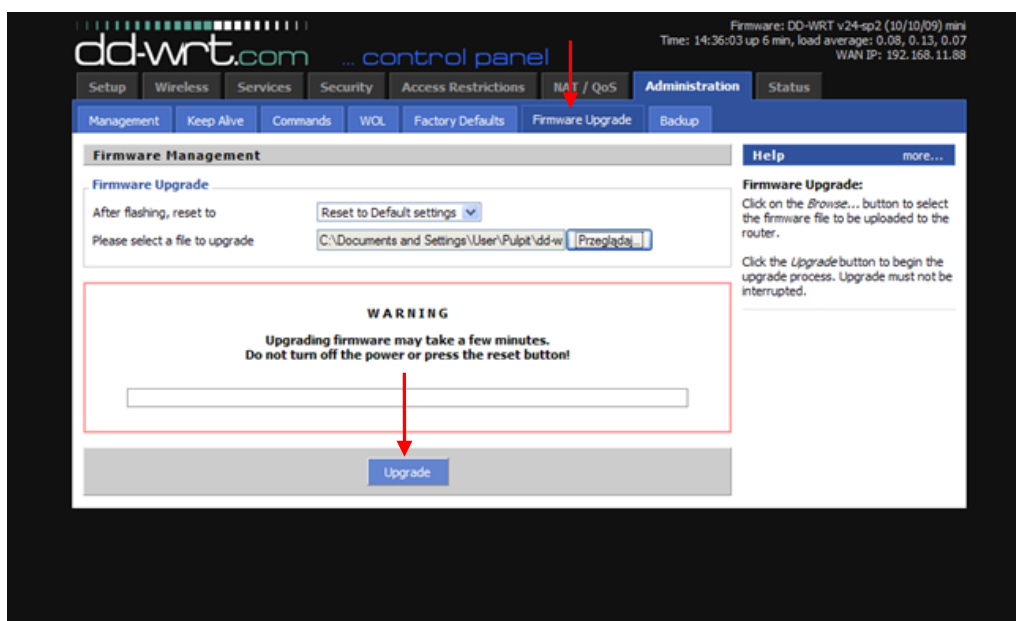 Firmware: DD-WRT v24-sp2 (10/10/09) mini
Time: 14:36:03 up 6 min, load average: 0.08, 0.13, 0.07
WAN IP: 192.168.11.88
dd-wrt.com ... control panel
Setup Wireless Services Security Access Restrictions NAT / QoS Administration Status
Management Keep Alive Commands WOL Factory Defaults Firmware Upgrade Backup
Firmware Management
Firmware Upgrade
After flashing, reset to Reset to Default settings
Please select a file to upgrade C:\Documents and Settings\User\Pulpit\dd-w Przeglądaj...
WARNING
Upgrading firmware may take a few minutes.
Do not turn off the power or press the reset button!
Upgrade
Help more...
Firmware Upgrade:
Click on the Browse... button to select
the firmware file to be uploaded to the
router.
Click the Upgrade button to begin the
upgrade process. Upgrade must not be
interrupted.